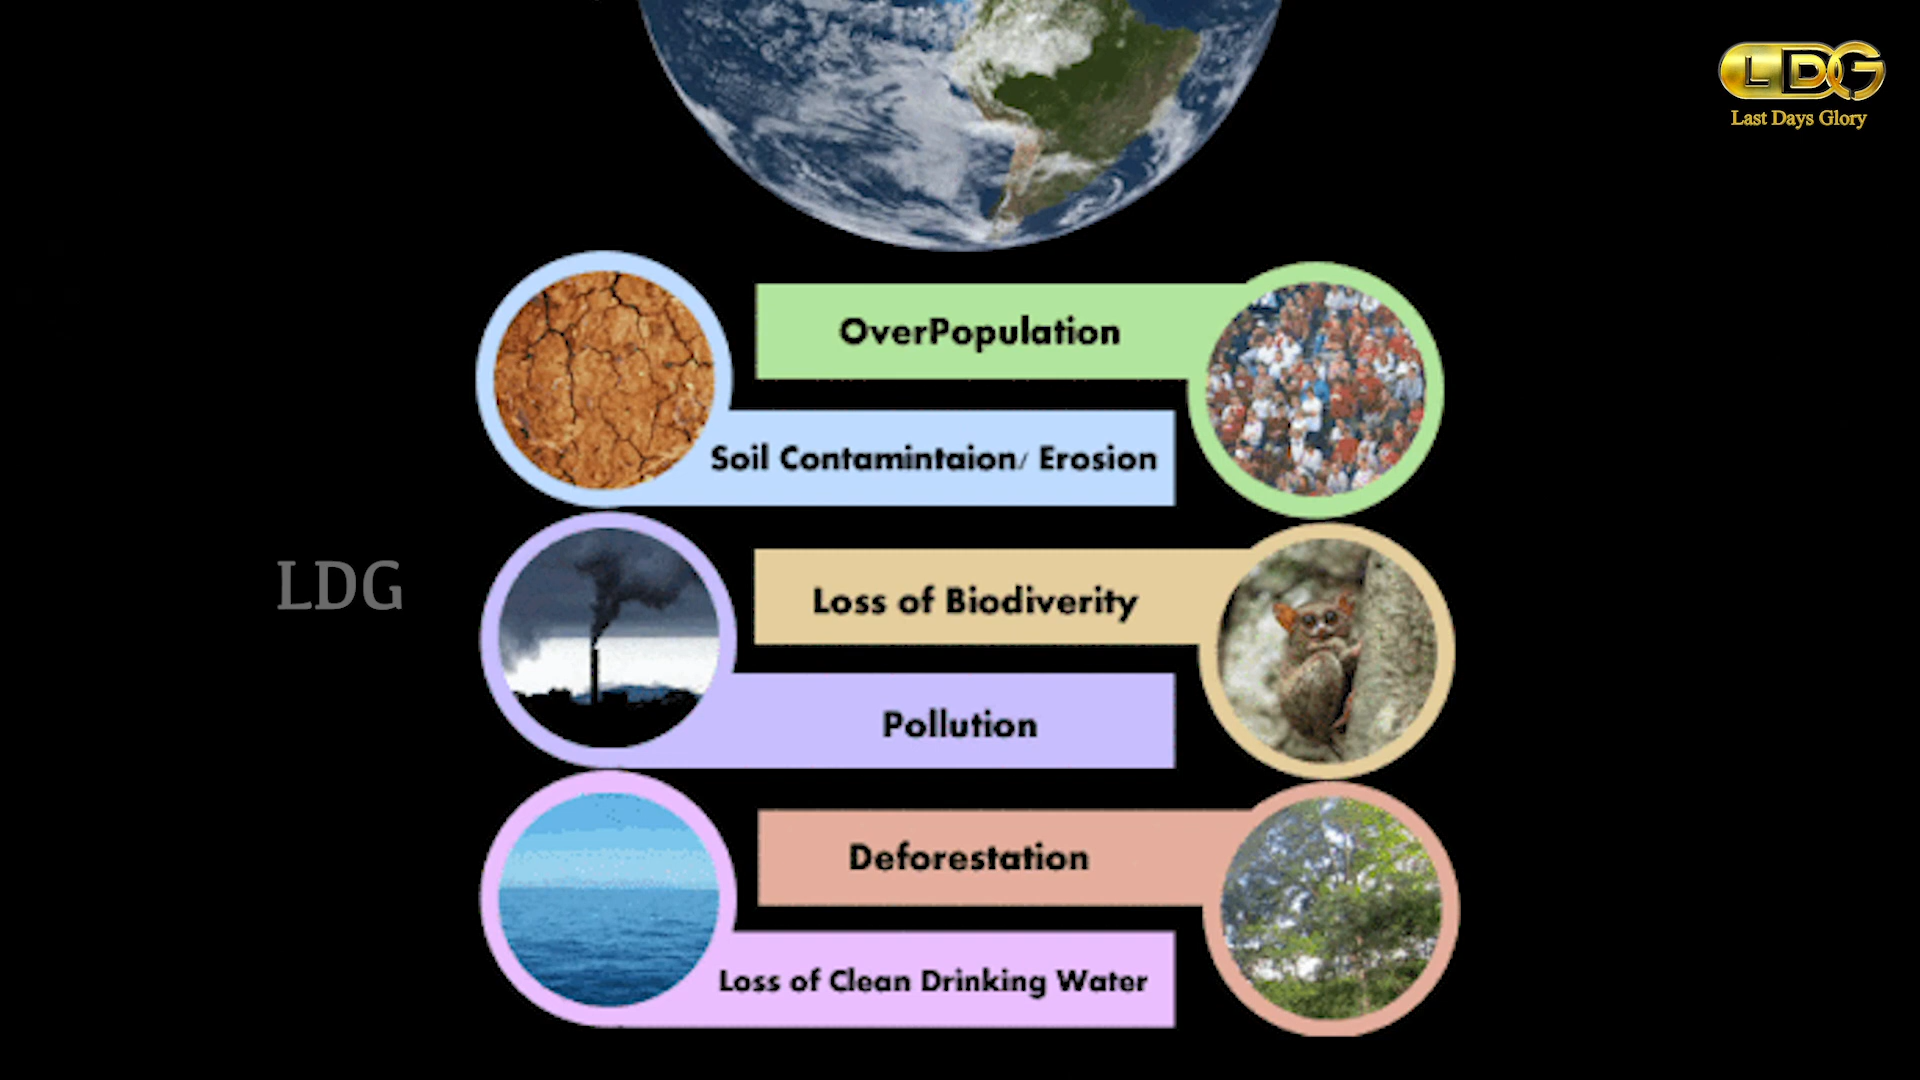 LDG
Last Days Glory
OverPopulation
Soil Contamintaion/ Erosion
LDG
Loss of Biodiverity
Pollution
Deforestation
Loss of Clean Drinking Water